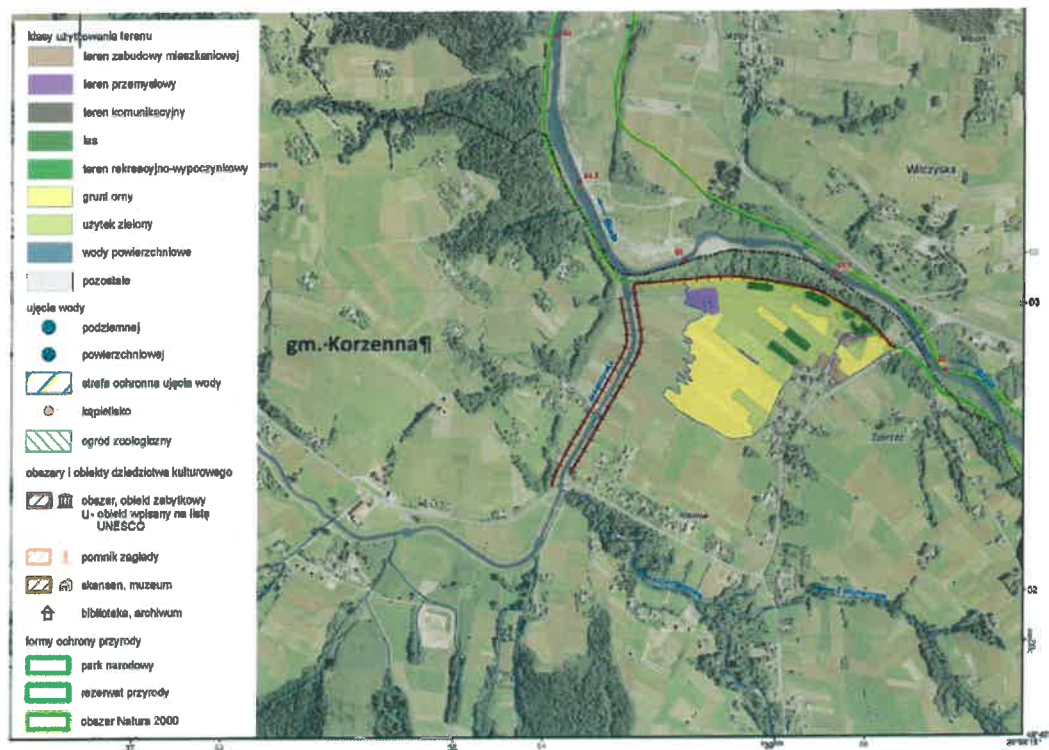 klasy użytkowania terenu
teren zabudowy mieszkaniowej
teren przemysłowy
teren komunikacyjny
las
teren rekreacyjno-wypoczynkowy
grunt orny
użytek zielony
wody powierzchniowe
pozostałe
ujęcie wody
podziemnej
powierzchniowej
strefa ochronna ujęcia wody
kąpielisko
ogród zoologiczny
obszary i obiekty dziedzictwa kulturowego
obszar, obiekt zabytkowy
U - obiekt wpisany na listę
UNESCO
pomnik zagłady
skansen, muzeum
biblioteka, archiwum
formy ochrony przyrody
park narodowy
rezerwat przyrody
obszar Natura 2000
gm.·Korzenna¶
Wilczyska
03
02